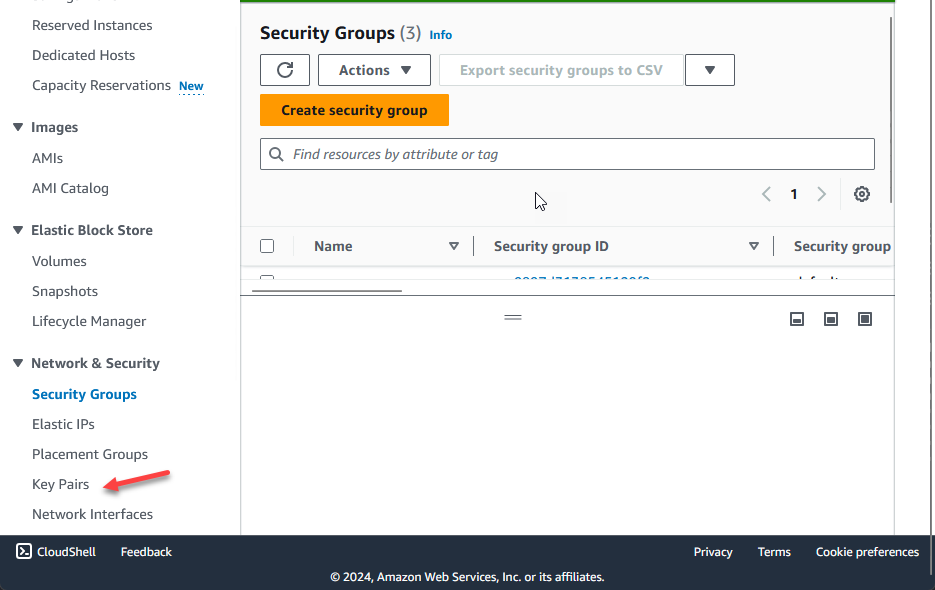 Reserved Instances
Dedicated Hosts
Capacity Reservations New
Images
AMIs
AMI Catalog
Elastic Block Store
Volumes
Snapshots
Lifecycle Manager
Network & Security
Security Groups
Elastic IPs
Placement Groups
Key Pairs
Network Interfaces
Security Groups (3) Info
Actions
Export security groups to CSV
Create security group
Find resources by attribute or tag
1
Name
Security group ID
Security group
CloudShell
Feedback
Privacy
Terms
Cookie preferences
© 2024, Amazon Web Services, Inc. or its affiliates.